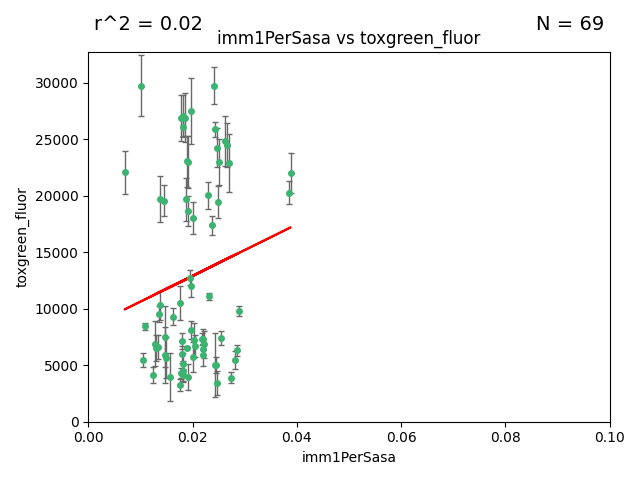 r^2 = 0.02
N = 69
imm1PerSasa vs toxgreen_fluor
toxgreen_fluor
30000
25000
20000
15000
10000
5000
0
0.00
0.02
0.04
0.06
0.08
0.10
imm1PerSasa